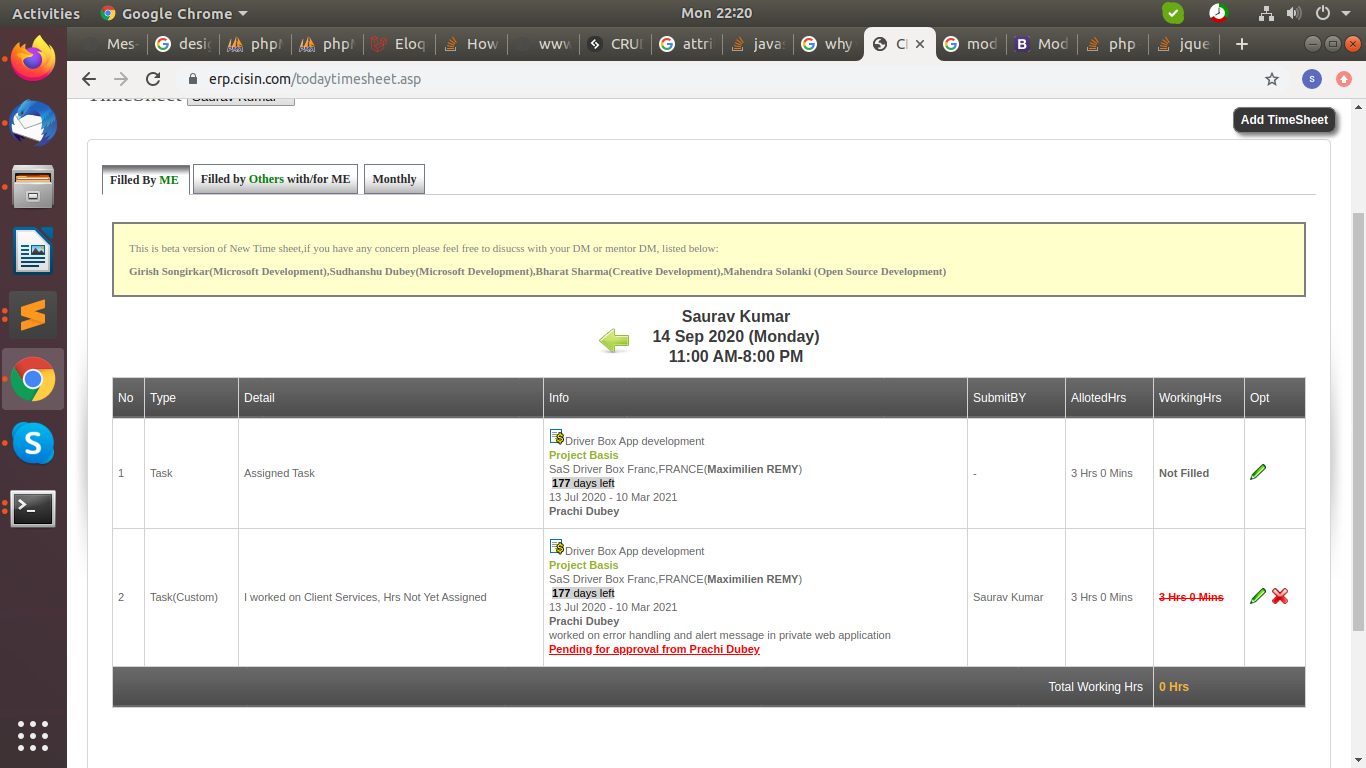 Activities Google Chrome Mon 22:20
Mes- desig php php Eloq How www CRU attri javas why Cl mod B Mod php jque
erp.cisin.com/todaytimesheet.asp S
TimeSheet Saurav Kumar
Add TimeSheet
Filled By ME Filled by Others with/for ME Monthly
This is beta version of New Time sheet,if you have any concern please feel free to disucss with your DM or mentor DM, listed below:
Girish Songirkar(Microsoft Development),Sudhanshu Dubey(Microsoft Development),Bharat Sharma(Creative Development),Mahendra Solanki (Open Source Development)
Saurav Kumar
14 Sep 2020 (Monday)
11:00 AM-8:00 PM
No Type Detail Info SubmitBY AllotedHrs WorkingHrs Opt
Driver Box App development
Project Basis
1 Task Assigned Task SaS Driver Box Franc,FRANCE(Maximilien REMY) - 3 Hrs 0 Mins Not Filled
177 days left
13 Jul 2020 - 10 Mar 2021
Prachi Dubey
Driver Box App development
Project Basis
SaS Driver Box Franc,FRANCE(Maximilien REMY)
177 days left
2 Task(Custom) I worked on Client Services, Hrs Not Yet Assigned Saurav Kumar 3 Hrs 0 Mins 3 Hrs 0 Mins
13 Jul 2020 - 10 Mar 2021
Prachi Dubey
worked on error handling and alert message in private web application
Pending for approval from Prachi Dubey
Total Working Hrs 0 Hrs